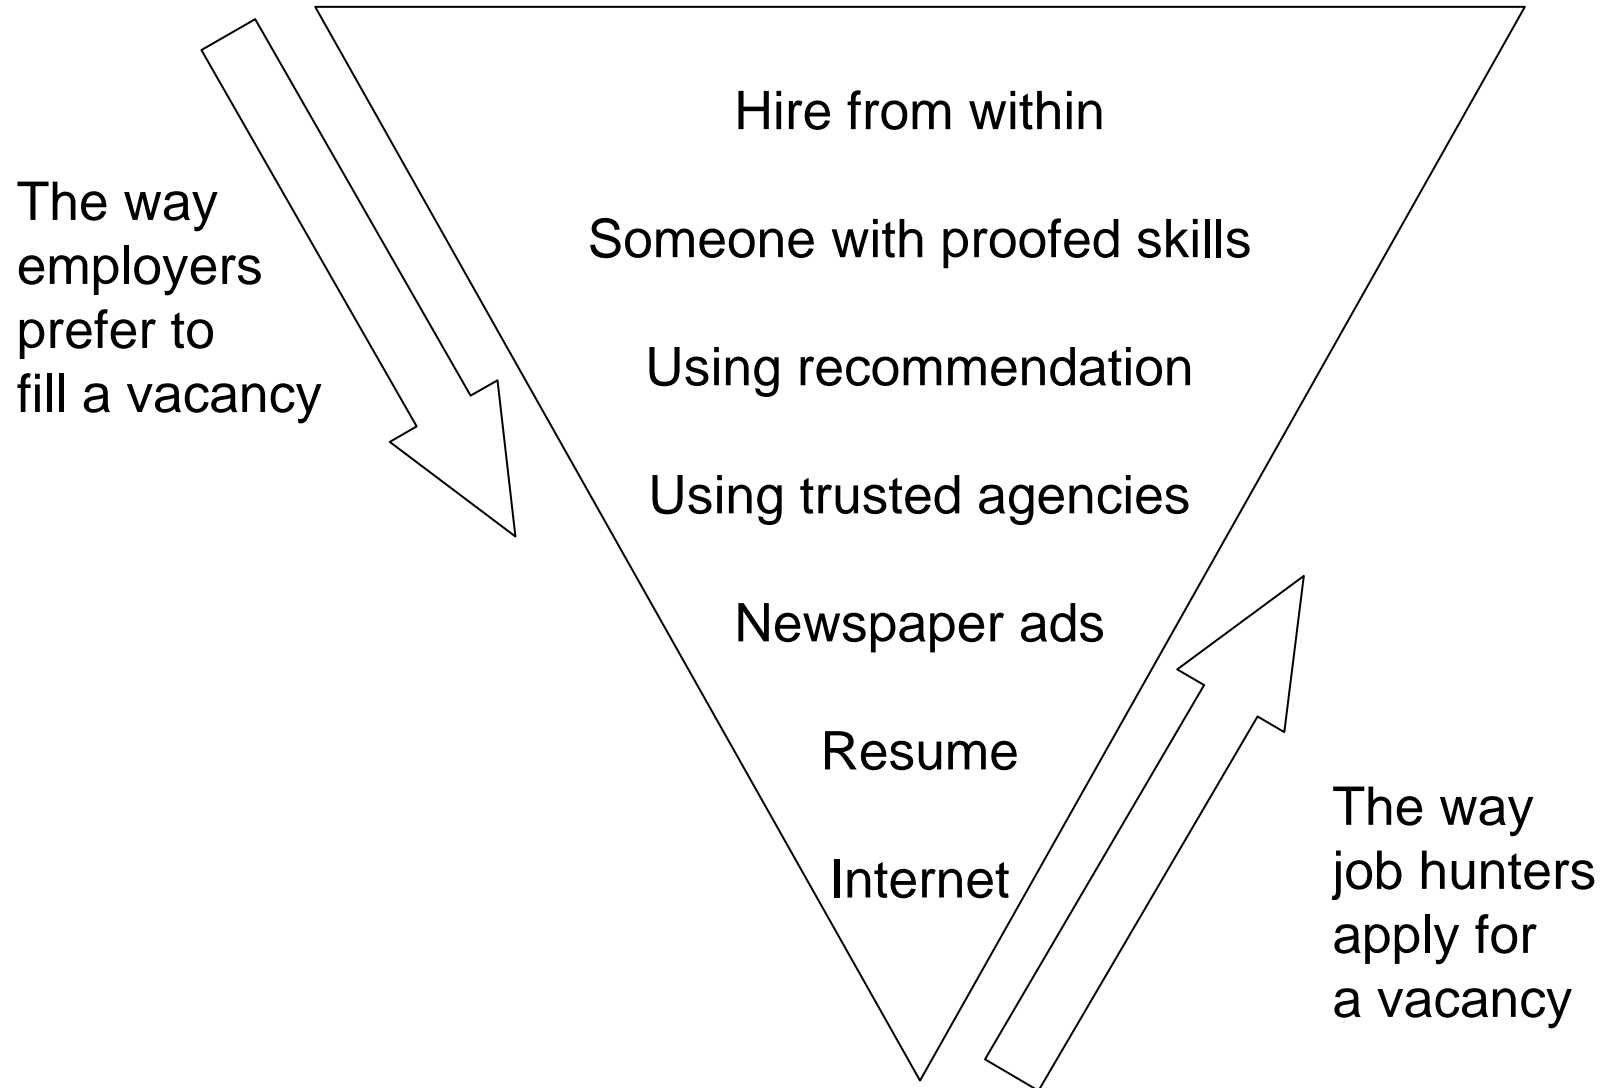 The way
employers
prefer to
fill a vacancy
Hire from within
Someone with proofed skills
Using recommendation
Using trusted agencies
Newspaper ads
Resume
Internet
The way
job hunters
apply for
a vacancy